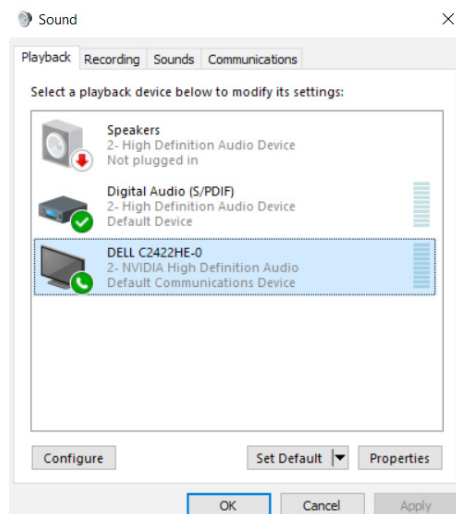 Sound
Playback Recording Sounds Communications
Select a playback device below to modify its settings:
Speakers
2- High Definition Audio Device
Not plugged in
Digital Audio (S/PDIF)
2- High Definition Audio Device
Default Device
DELL C2422HE-0
2- NVIDIA High Definition Audio
Default Communications Device
Configure Set Default Properties
OK Cancel Apply